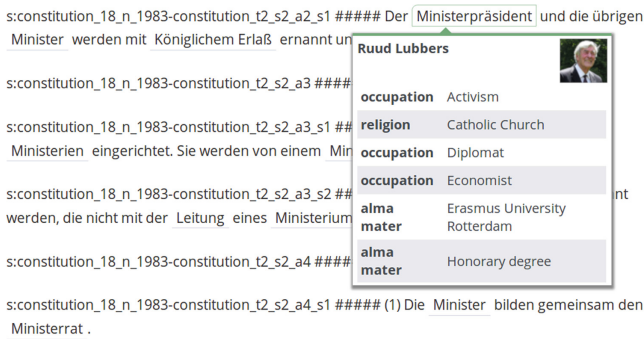 s:constitution_18_n_1983-constitution_t2_s2_a2_s1 ##### Der Ministerpräsident und die übrigen
Minister werden mit Königlichem Erlaß ernannt un
s:constitution_18_n_1983-constitution_t2_s2_a3 ####
s:constitution_18_n_1983-constitution_t2_s2_a3_s1 ##
Ministerien eingerichtet. Sie werden von einem Min
s:constitution_18_n_1983-constitution_t2_s2_a3_s2 ## nt
werden, die nicht mit der Leitung eines Ministerium
s:constitution_18_n_1983-constitution_t2_s2_a4 ####
s:constitution_18_n_1983-constitution_t2_s2_a4_s1 ##### (1) Die Minister bilden gemeinsam den
Ministerrat .
Ruud Lubbers
occupation Activism
religion Catholic Church
occupation Diplomat
occupation Economist
alma mater Erasmus University
Rotterdam
alma mater Honorary degree